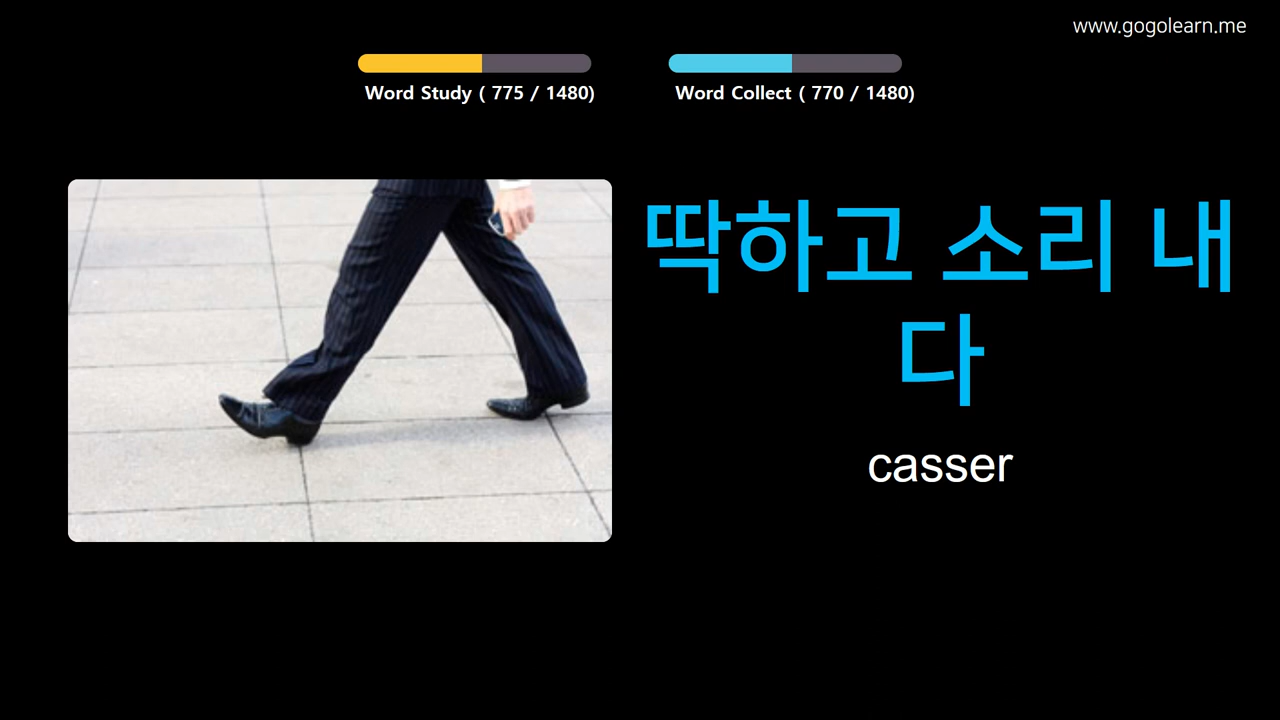 www.gogolearn.me
Word Study ( 775 / 1480)
Word Collect ( 770 / 1480)
딱하고 소리 내
다
casser